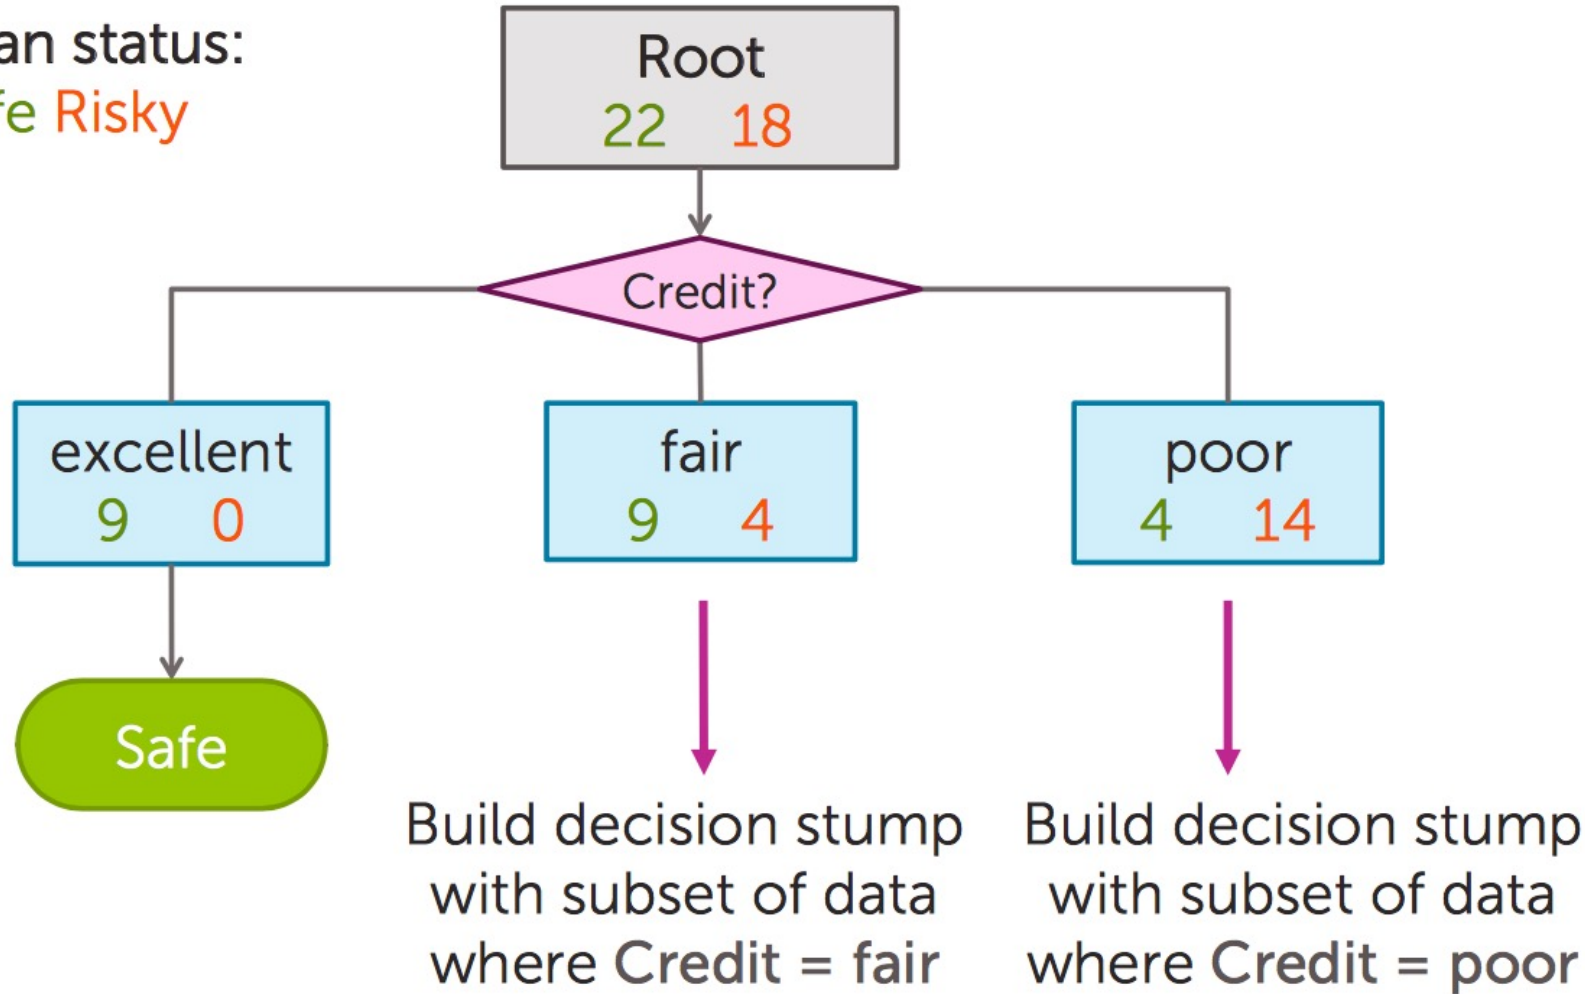 an status:
fe Risky
Root
22 18
Credit?
excellent
9 0
fair
9 4
poor
4 14
Safe
Build decision stump
with subset of data
where Credit = fair
Build decision stump
with subset of data
where Credit = poor